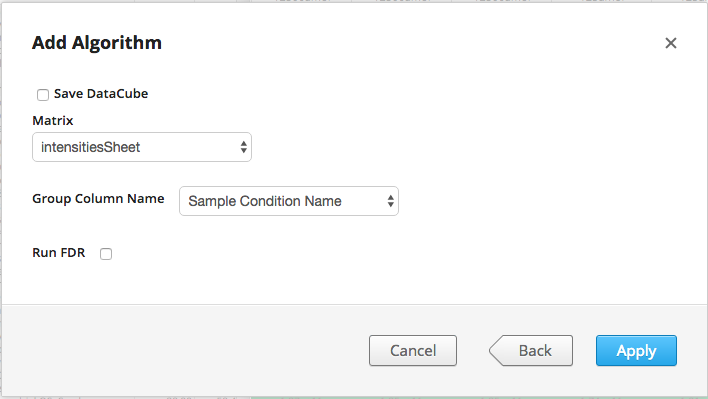 Add Algorithm
Save DataCube
Matrix
intensitiesSheet
Group Column Name Sample Condition Name
Run FDR
Cancel Back Apply